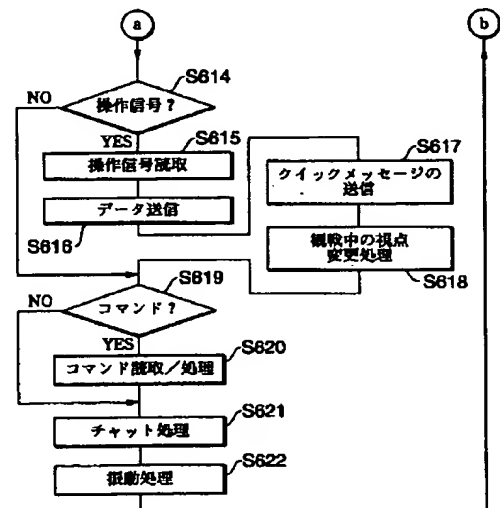 a
b
S614
操作信号?
NO
YES
S615
操作信号読取
データ送信
S616
S617
クイックメッセージの
送信
観戦中の視点
変更処理
S618
S619
コマンド?
NO
YES
S620
コマンド読取/処理
S621
チャット処理
S622
振動処理